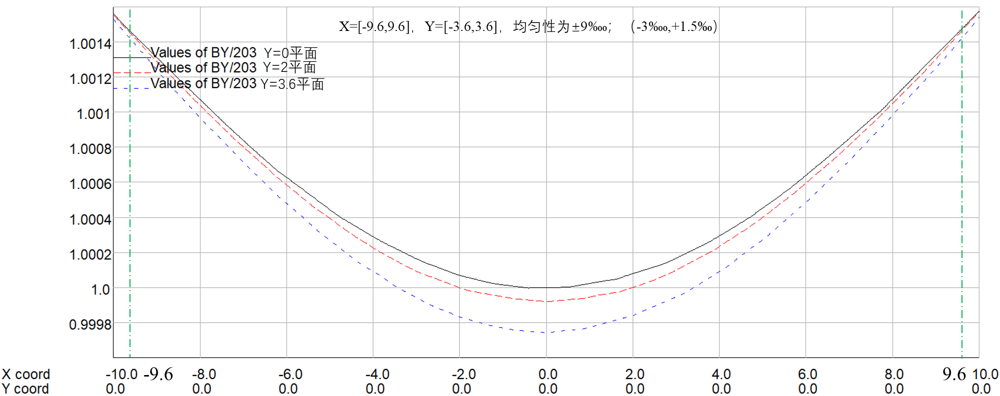 X=[-9.6,9.6], Y=[-3.6,3.6], 均匀性为±9‱; (-3‱,+1.5‰)
1.0014
Values of BY/203 Y=0平面
Values of BY/203 Y=2平面
1.0012
Values of BY/203 Y=3.6平面
1.001
1.0008
1.0006
1.0004
1.0002
1.0
0.9998
X coord -10.0 -9.6 -8.0 -6.0 -4.0 -2.0 0.0 2.0 4.0 6.0 8.0 9.6 10.0
Y coord 0.0 0.0 0.0 0.0 0.0 0.0 0.0 0.0 0.0 0.0 0.0